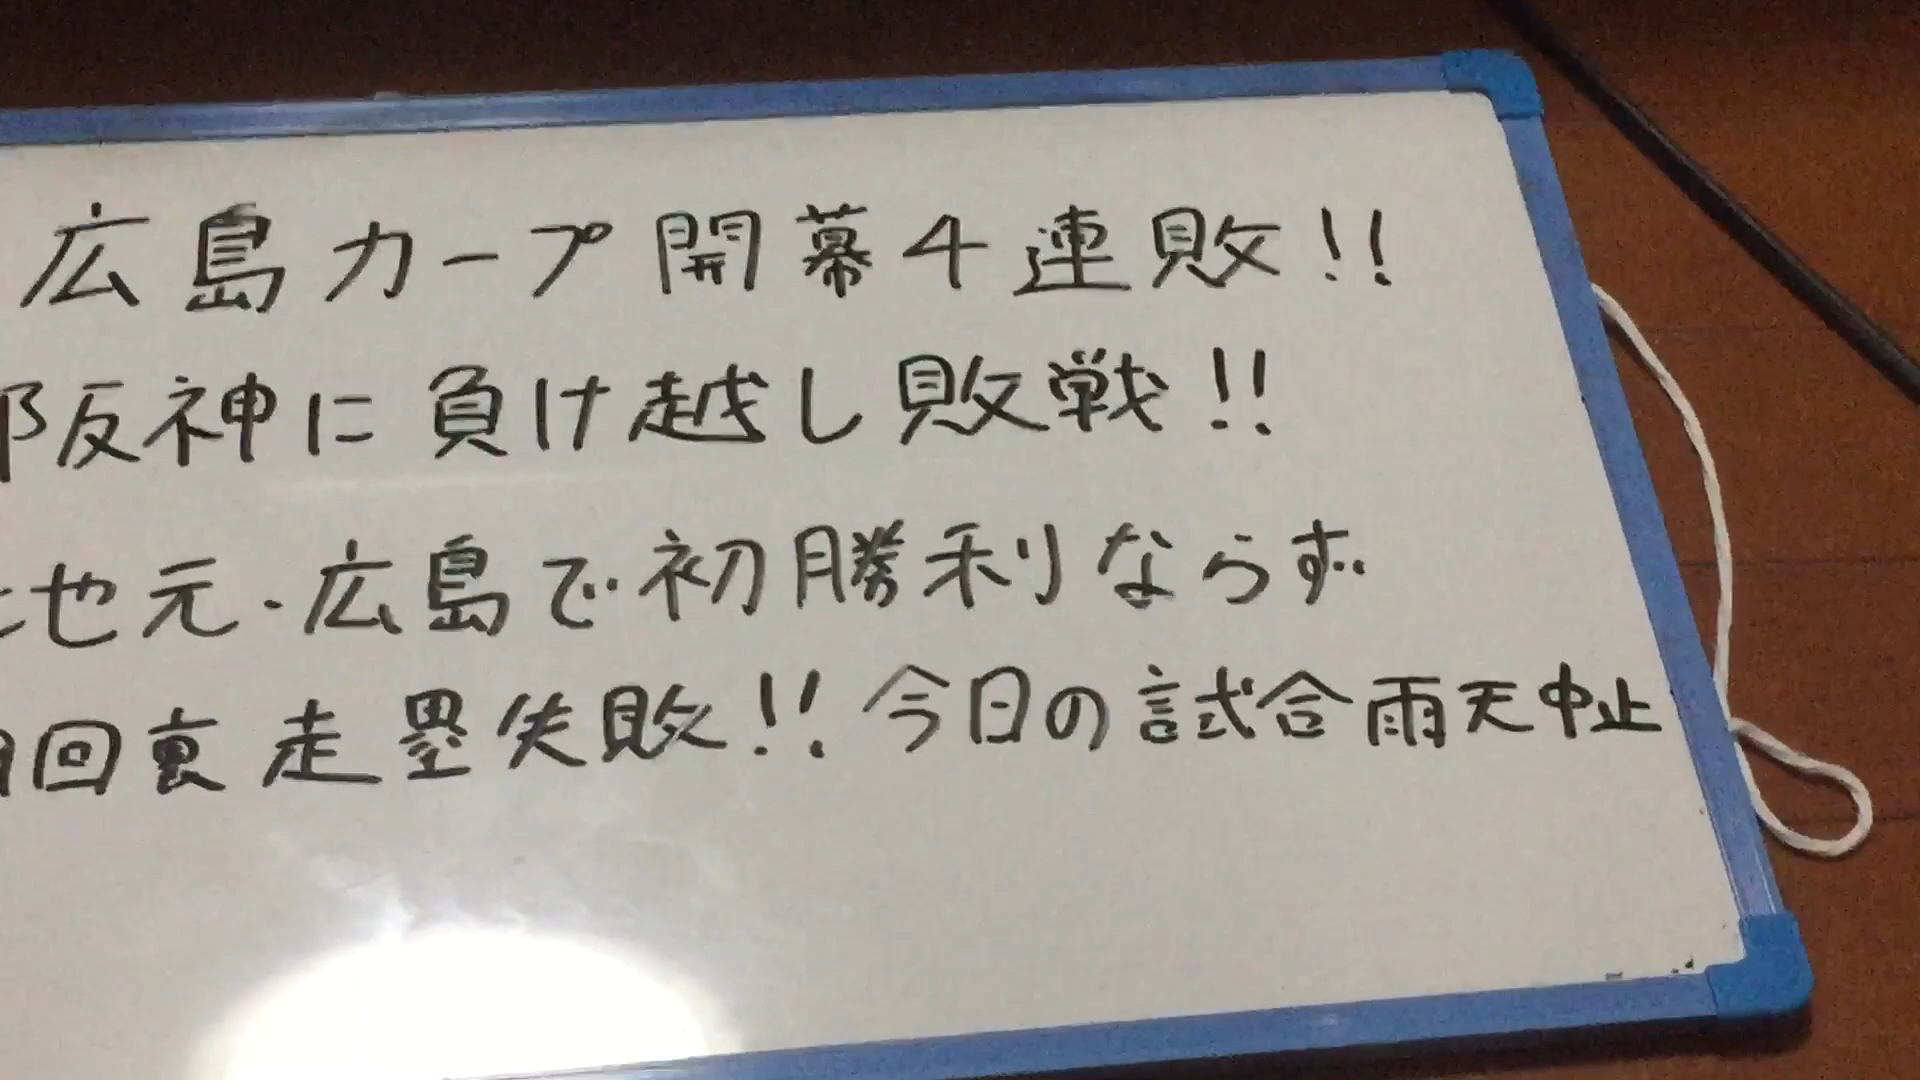 広島カープ開幕4連敗!!
阪神に負け越し敗戦!!
地元・広島で初勝利ならず
回裏走塁失敗!!今日の試合雨天中止